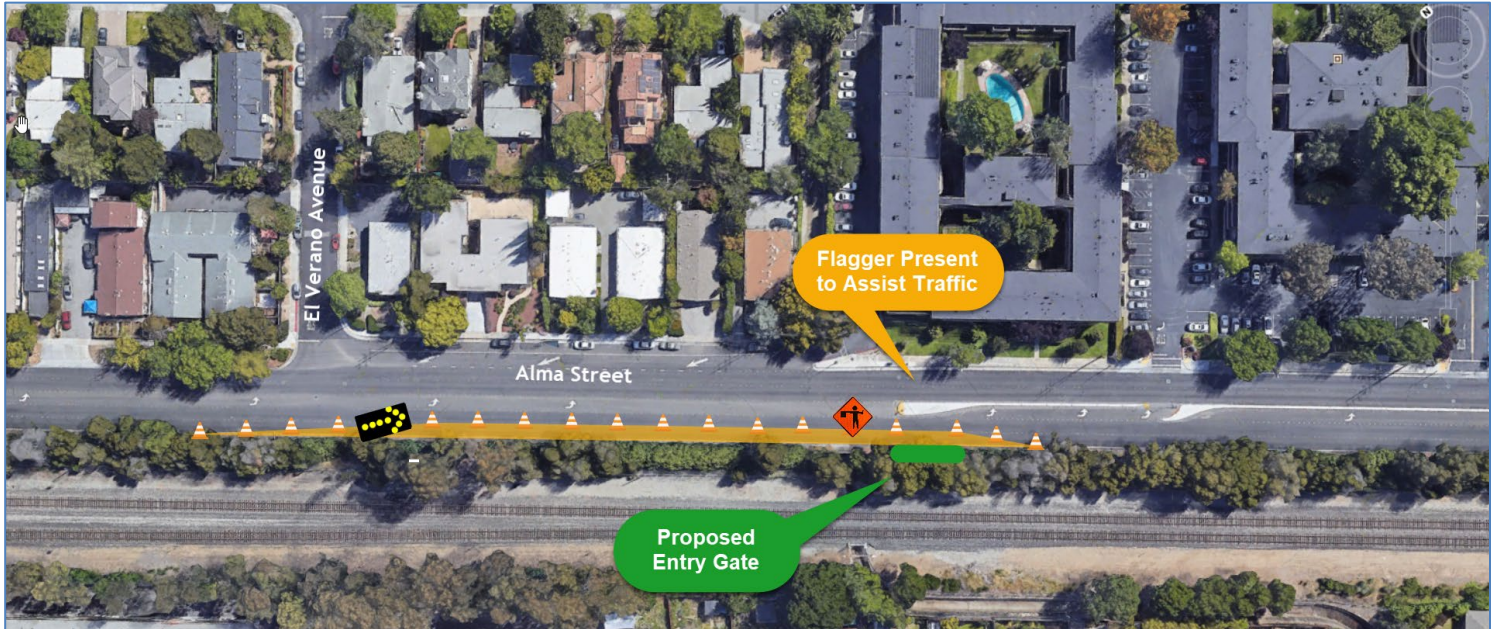 El Verano Avenue
Flagger Present
to Assist Traffic
Alma Street
Proposed
Entry Gate